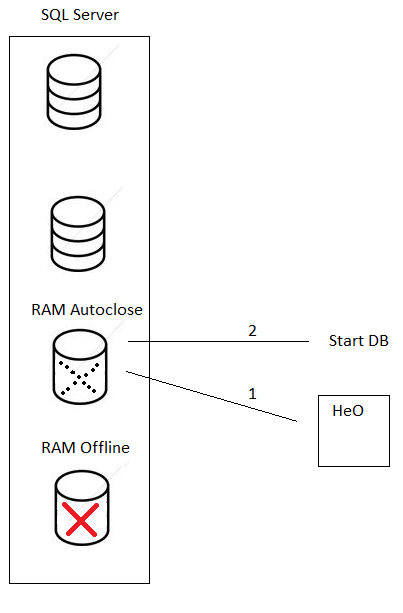 SQL Server
RAM Autoclose
2
Start DB
1
HeO
RAM Offline